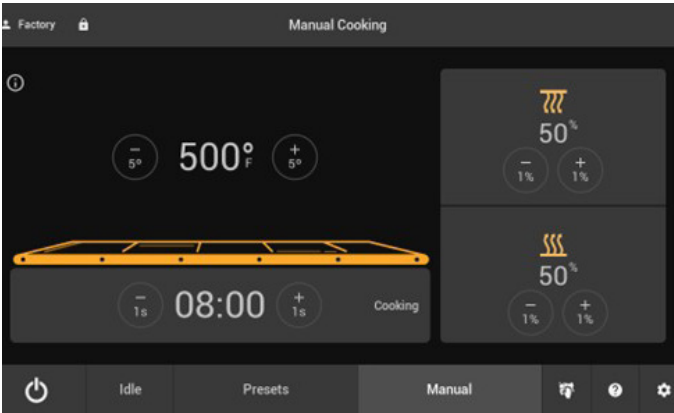 Factory
Manual Cooking
500°F
− 5°
+ 5°
50%
− 1%
+ 1%
08:00
− 1s
+ 1s
Cooking
50%
− 1%
+ 1%
Idle
Presets
Manual
?